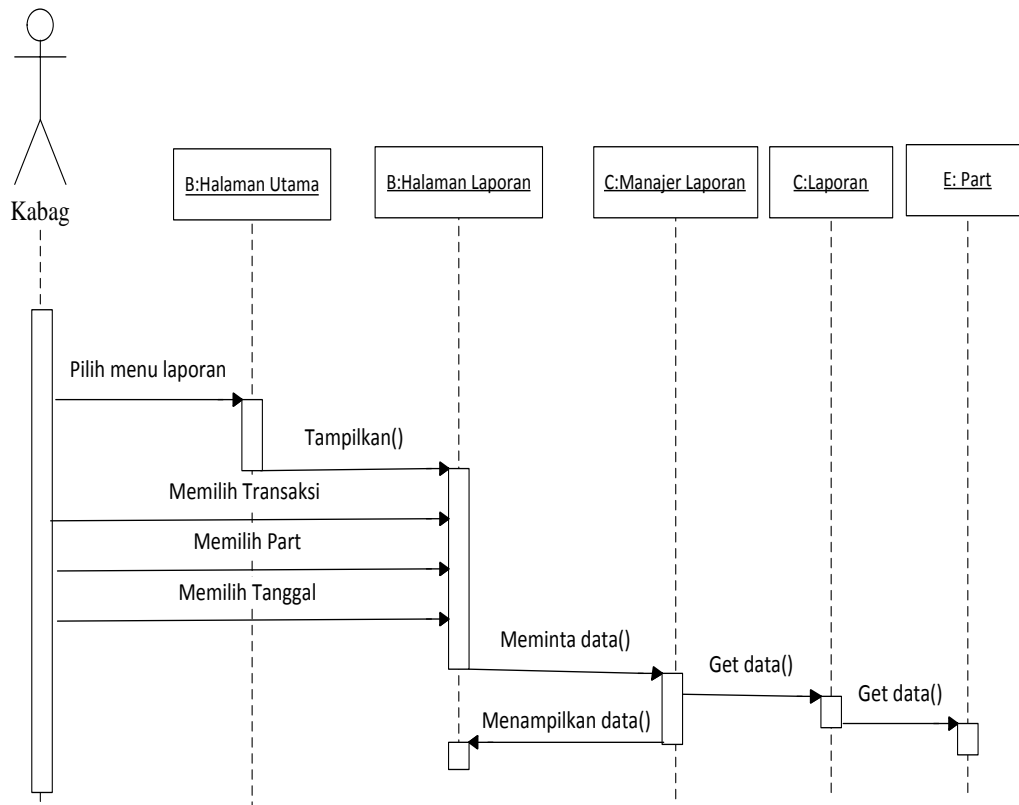 B:Halaman Utama
B:Halaman Laporan
C:Manajer Laporan
C:Laporan
E: Part
Kabag
Pilih menu laporan
Tampilkan()
Memilih Transaksi
Memilih Part
Memilih Tanggal
Meminta data()
Get data()
Get data()
Menampilkan data()